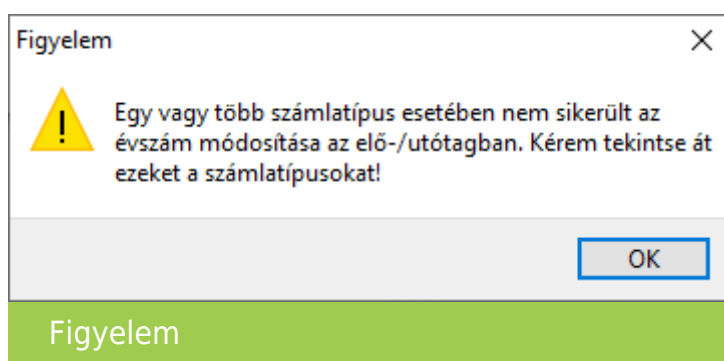 Figyelem
Egy vagy több számlatípus esetében nem sikerült az
évszám módosítása az elő-/utótagban. Kérem tekintse át
ezeket a számlatípusokat!
OK
Figyelem